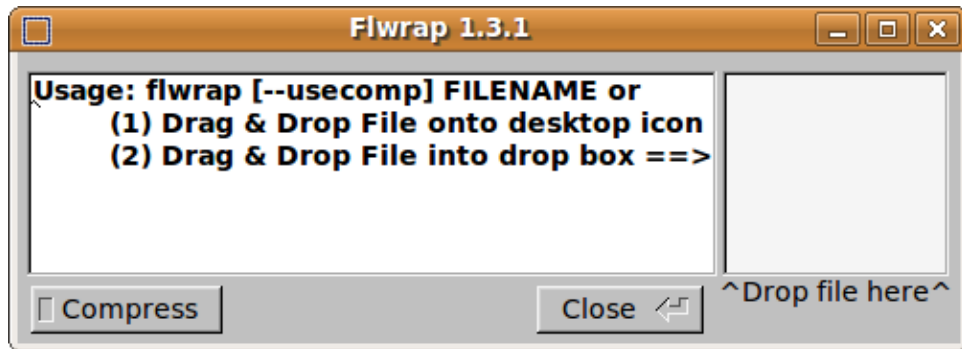 Flwrap 1.3.1
Usage: flwrap [--usecomp] FILENAME or
(1) Drag & Drop File onto desktop icon
(2) Drag & Drop File into drop box ==>
Compress
Close
^Drop file here^